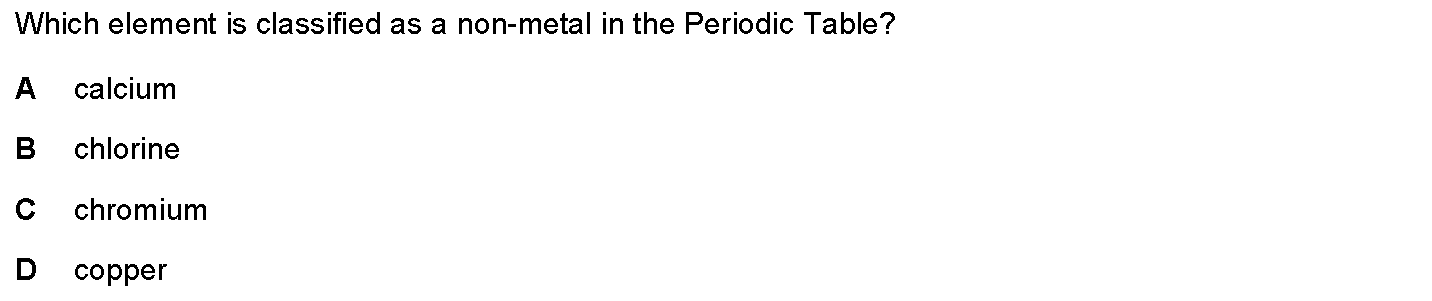 Which element is classified as a non-metal in the Periodic Table?
A calcium
B chlorine
C chromium
D copper